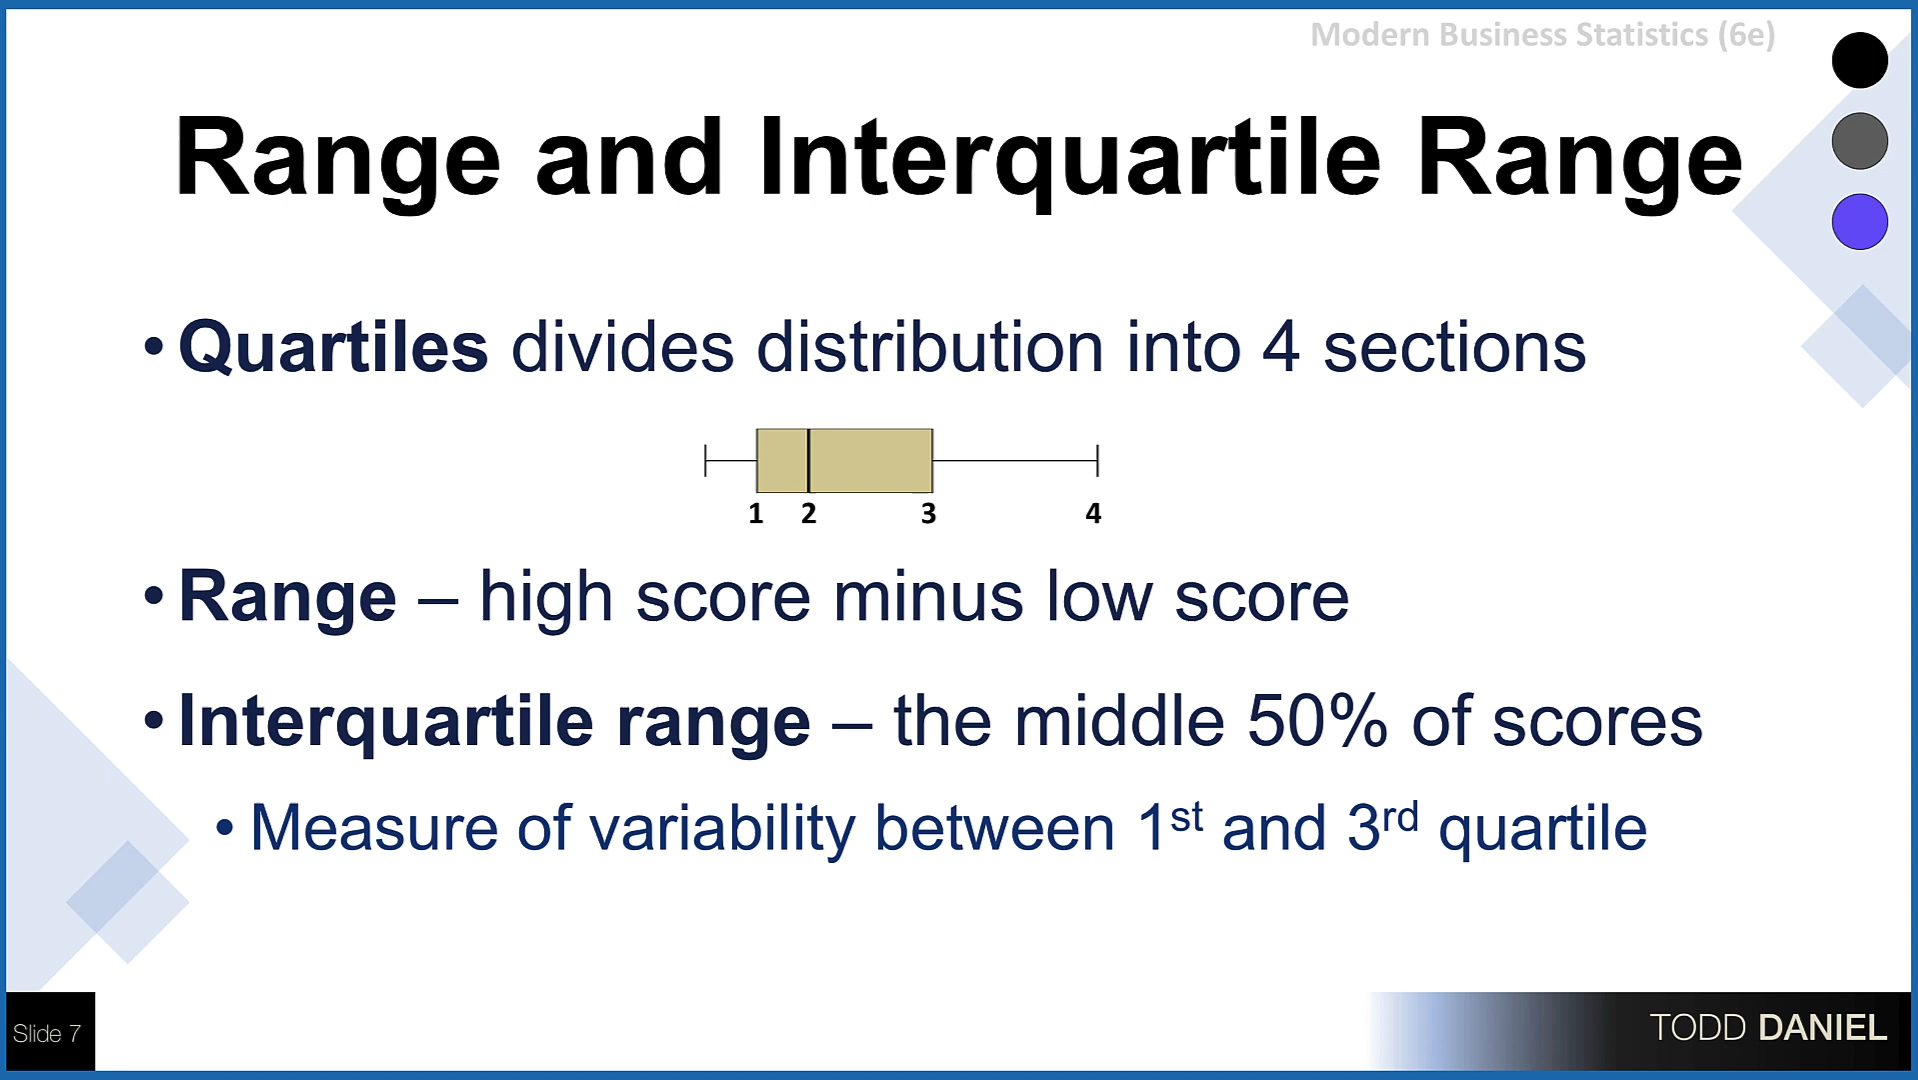 Modern Business Statistics (6e)
Range and Interquartile Range
• Quartiles divides distribution into 4 sections
1 2 3 4
• Range – high score minus low score
• Interquartile range – the middle 50% of scores
• Measure of variability between 1st and 3rd quartile
Slide 7
TODD DANIEL